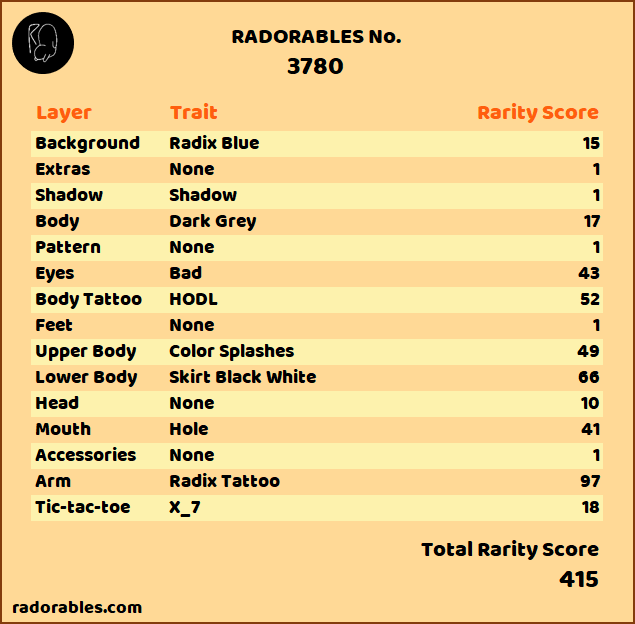 RADORABLES No.
3780
Layer Trait Rarity Score
Background Radix Blue 15
Extras None 1
Shadow Shadow 1
Body Dark Grey 17
Pattern None 1
Eyes Bad 43
Body Tattoo HODL 52
Feet None 1
Upper Body Color Splashes 49
Lower Body Skirt Black White 66
Head None 10
Mouth Hole 41
Accessories None 1
Arm Radix Tattoo 97
Tic-tac-toe X_7 18
Total Rarity Score
415
radorables.com